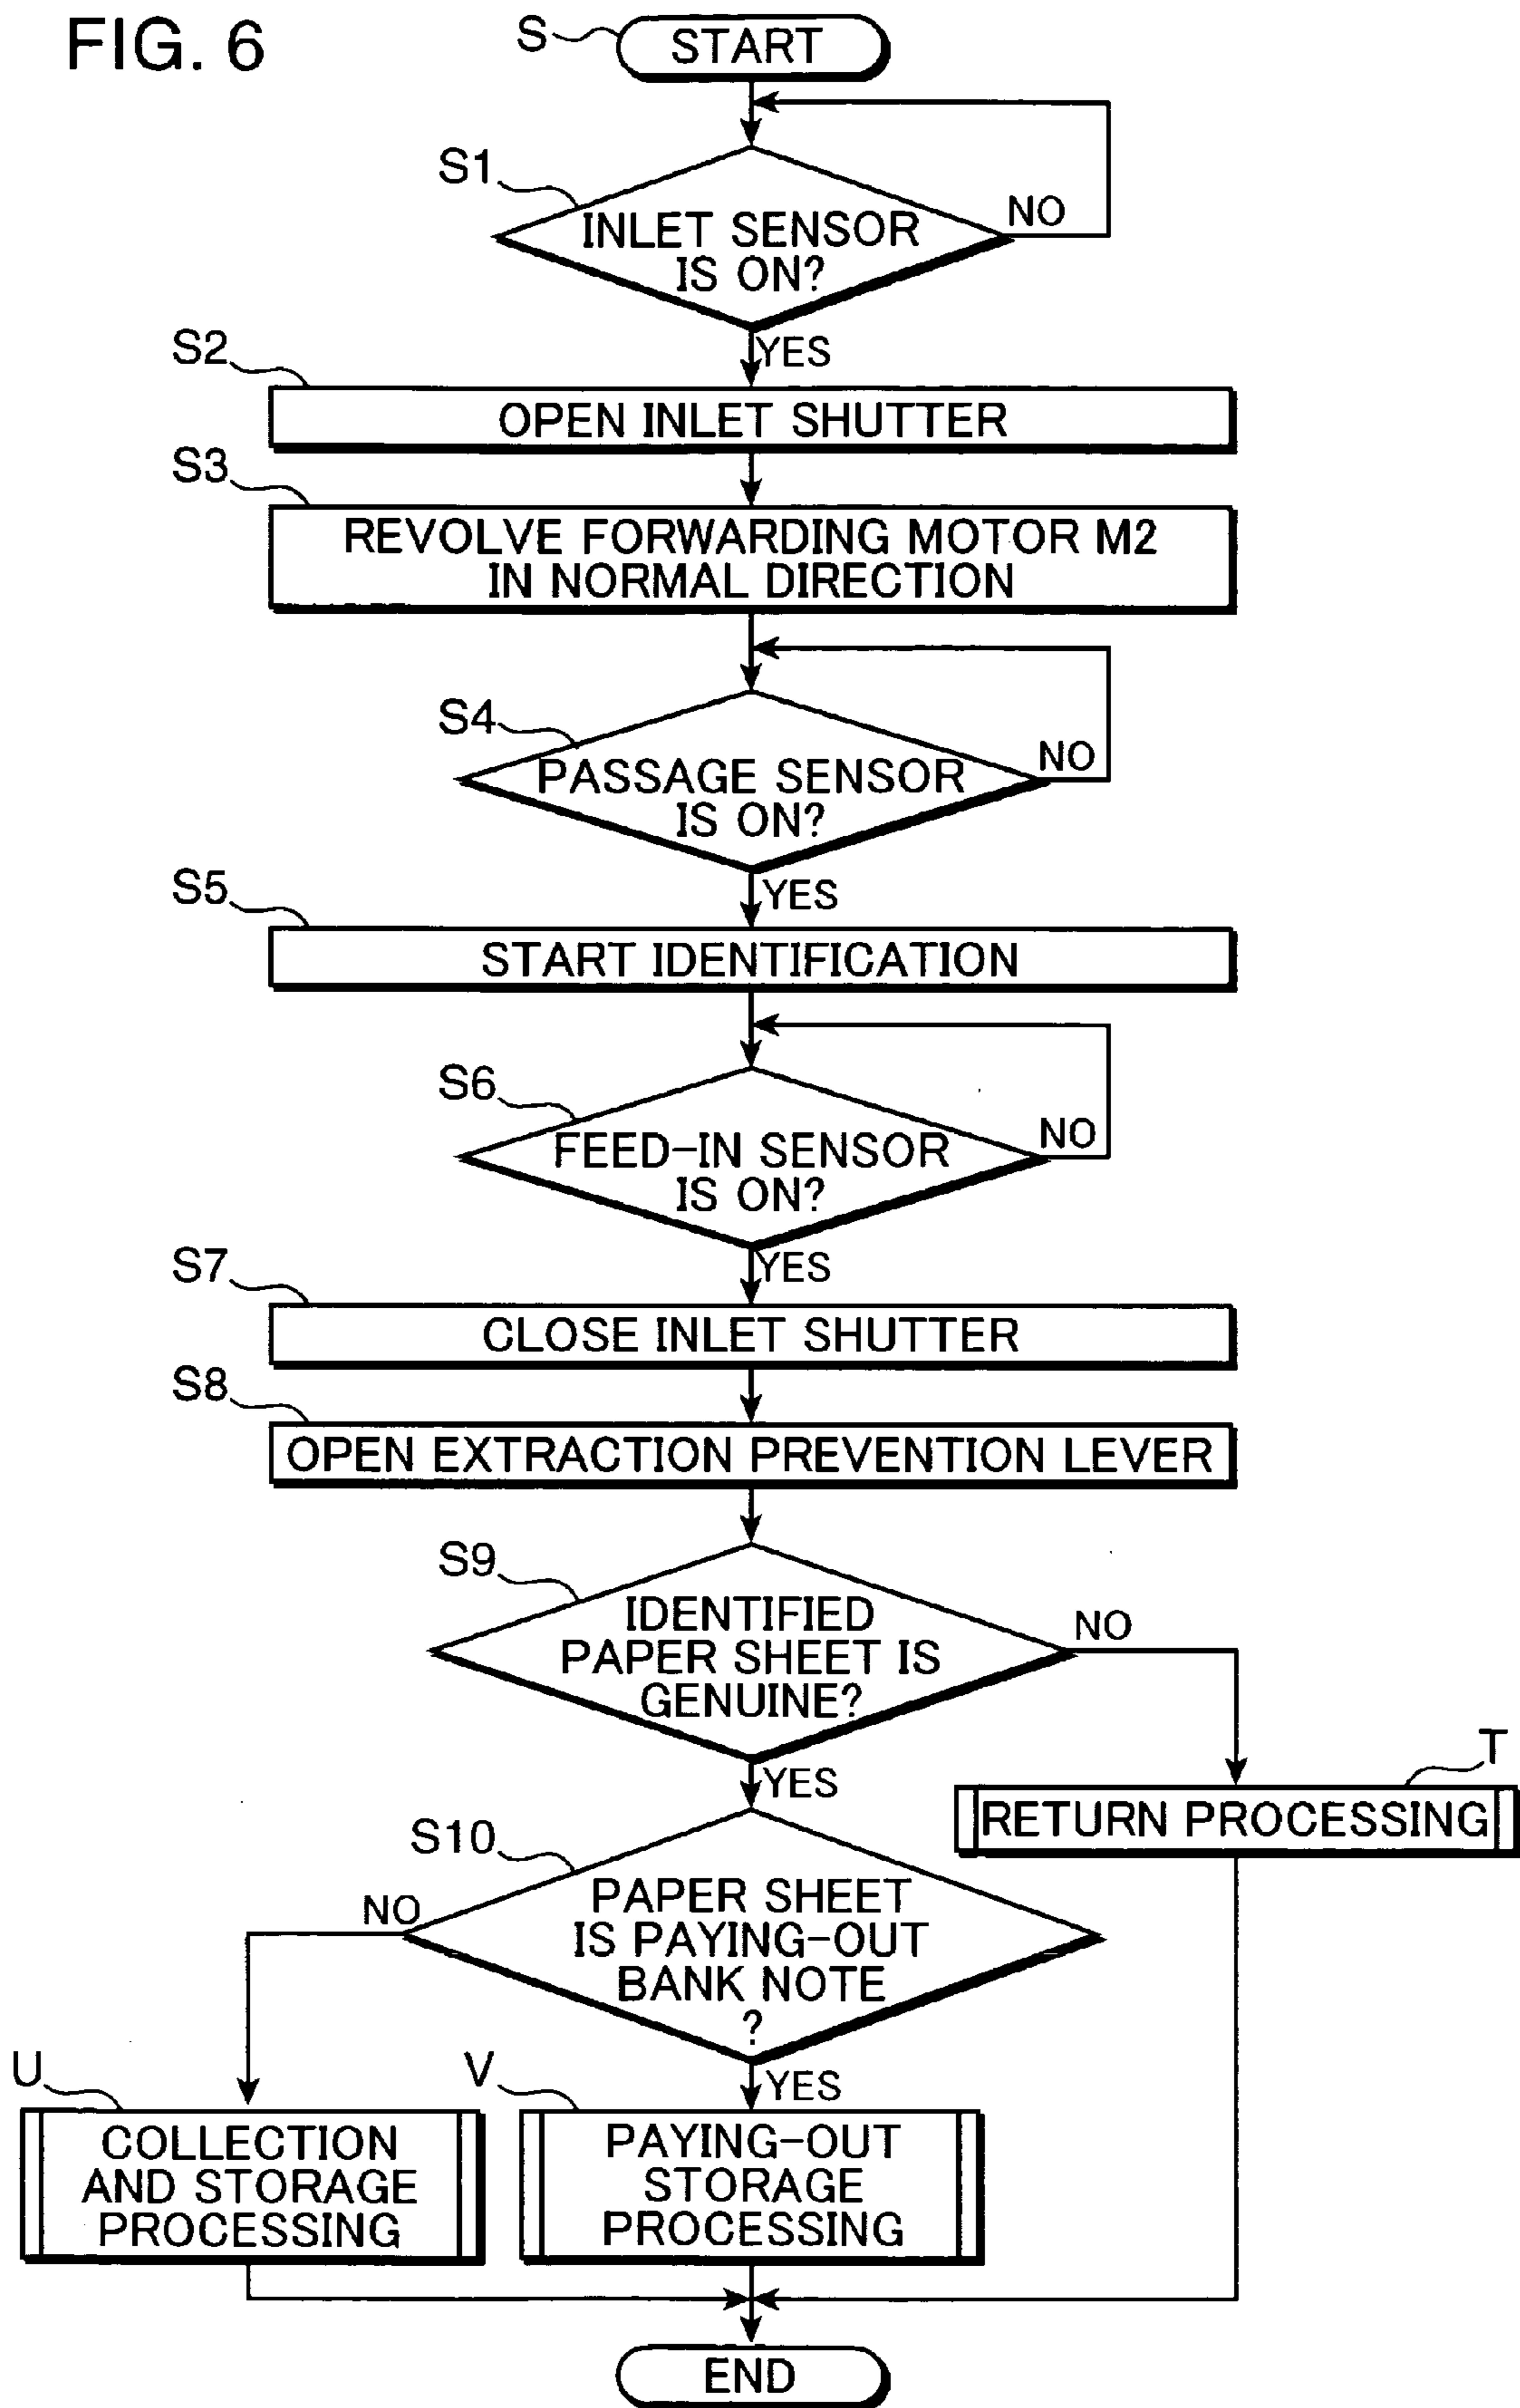 FIG. 6
S
START
S1
INLET SENSOR
IS ON?
NO
YES
S2
OPEN INLET SHUTTER
S3
REVOLVE FORWARDING MOTOR M2
IN NORMAL DIRECTION
S4
PASSAGE SENSOR
IS ON?
NO
YES
S5
START IDENTIFICATION
S6
FEED-IN SENSOR
IS ON?
NO
YES
S7
CLOSE INLET SHUTTER
S8
OPEN EXTRACTION PREVENTION LEVER
S9
IDENTIFIED
PAPER SHEET IS
GENUINE?
NO
YES
T
RETURN PROCESSING
S10
PAPER SHEET
IS PAYING-OUT
BANK NOTE
?
NO
YES
U
COLLECTION
AND STORAGE
PROCESSING
V
PAYING-OUT
STORAGE
PROCESSING
END